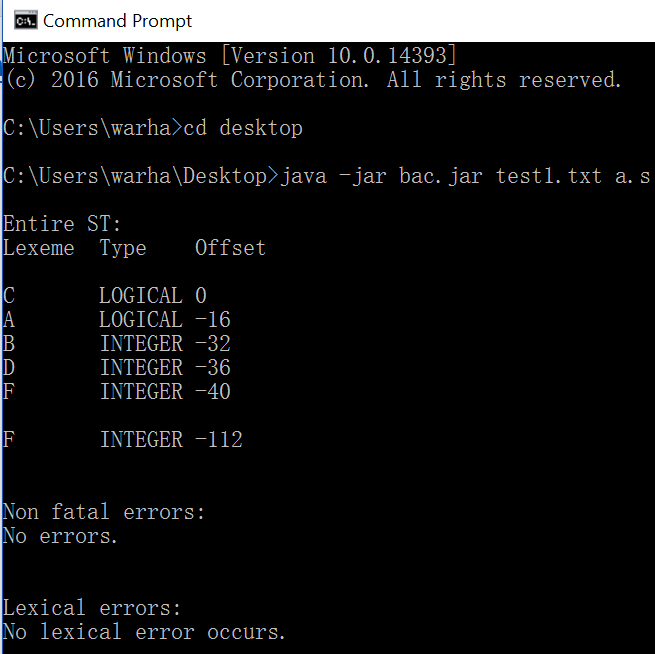 Command Prompt
Microsoft Windows [Version 10.0.14393]
(c) 2016 Microsoft Corporation. All rights reserved.
C:\Users\warha>cd desktop
C:\Users\warha\Desktop>java -jar bac.jar test1.txt a.s
Entire ST:
Lexeme Type Offset
C LOGICAL 0
A LOGICAL -16
B INTEGER -32
D INTEGER -36
F INTEGER -40
F INTEGER -112
Non fatal errors:
No errors.
Lexical errors:
No lexical error occurs.